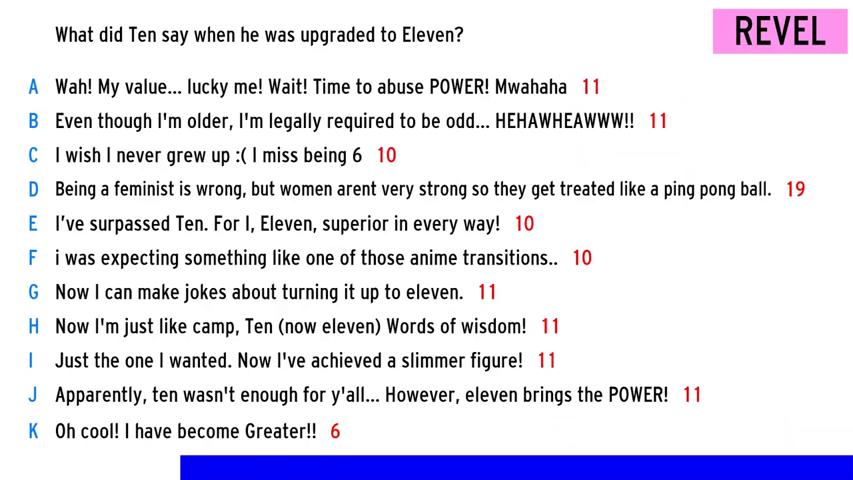 What did Ten say when he was upgraded to Eleven?
REVEL
A Wah! My value... lucky me! Wait! Time to abuse POWER! Mwahaha 11
B Even though I'm older, I'm legally required to be odd... HEHAWHEAWWW!! 11
C I wish I never grew up :( I miss being 6 10
D Being a feminist is wrong, but women arent very strong so they get treated like a ping pong ball. 19
E I've surpassed Ten. For I, Eleven, superior in every way! 10
F i was expecting something like one of those anime transitions.. 10
G Now I can make jokes about turning it up to eleven. 11
H Now I'm just like camp, Ten (now eleven) Words of wisdom! 11
I Just the one I wanted. Now I've achieved a slimmer figure! 11
J Apparently, ten wasn't enough for y'all... However, eleven brings the POWER! 11
K Oh cool! I have become Greater!! 6